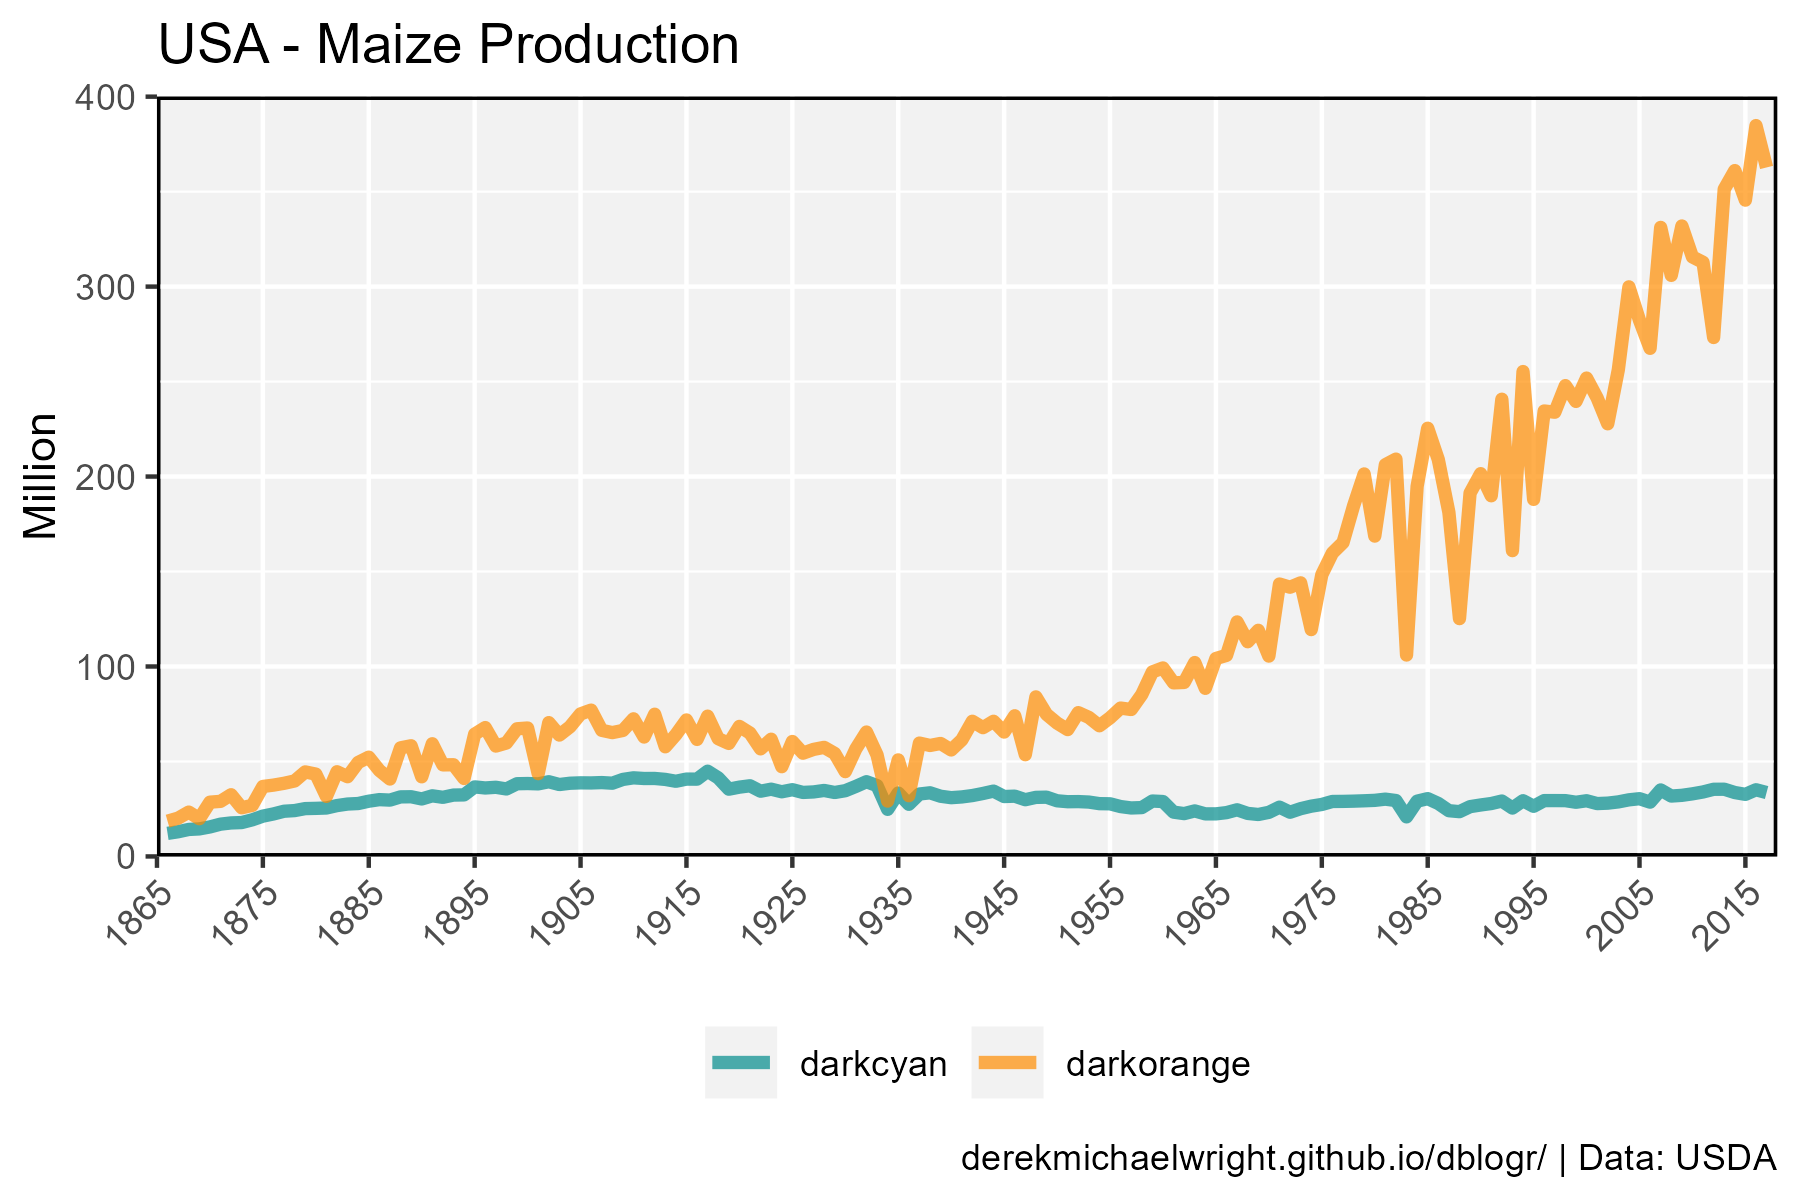 USA - Maize Production
Million
400
300
200
100
0
1865 1875 1885 1895 1905 1915 1925 1935 1945 1955 1965 1975 1985 1995 2005 2015
darkcyan darkorange
derekmichaelwright.github.io/dblogr/ | Data: USDA